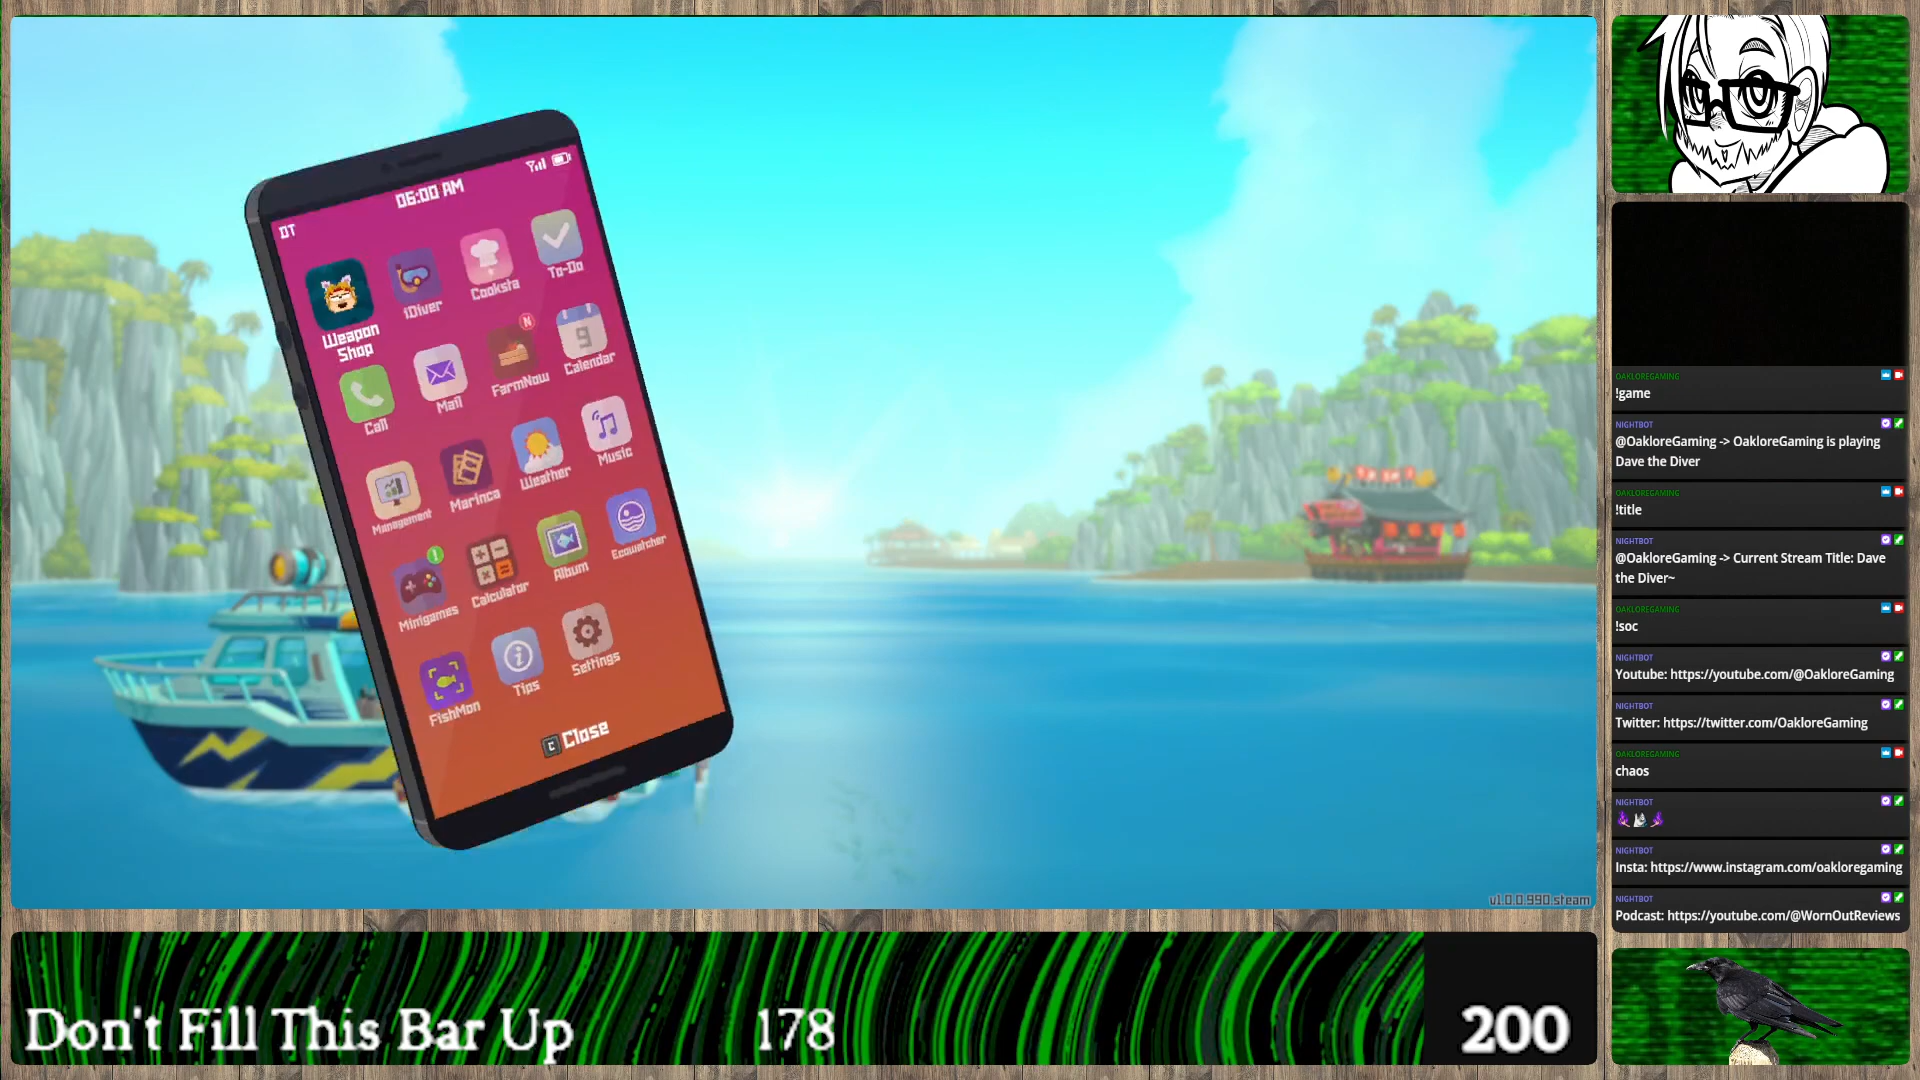 06:00 AM
DT
Weapon
Shop
iDiver
Cooksta
To-Do
Call
Mail
N
FarmNow
9
Calendar
Management
Marinca
Weather
Music
Minigames
Calculator
Album
Ecowatcher
FishMon
Tips
Settings
C Close
v1.0.0.990.steam
OAKLOREGAMING
!game
NIGHTBOT
@OakloreGaming -> OakloreGaming is playing
Dave the Diver
OAKLOREGAMING
!title
NIGHTBOT
@OakloreGaming -> Current Stream Title: Dave
the Diver~
OAKLOREGAMING
!soc
NIGHTBOT
Youtube: https://youtube.com/@OakloreGaming
NIGHTBOT
Twitter: https://twitter.com/OakloreGaming
OAKLOREGAMING
chaos
NIGHTBOT
NIGHTBOT
Insta: https://www.instagram.com/oakloregaming
NIGHTBOT
Podcast: https://youtube.com/@WornOutReviews
Don't Fill This Bar Up
178
200